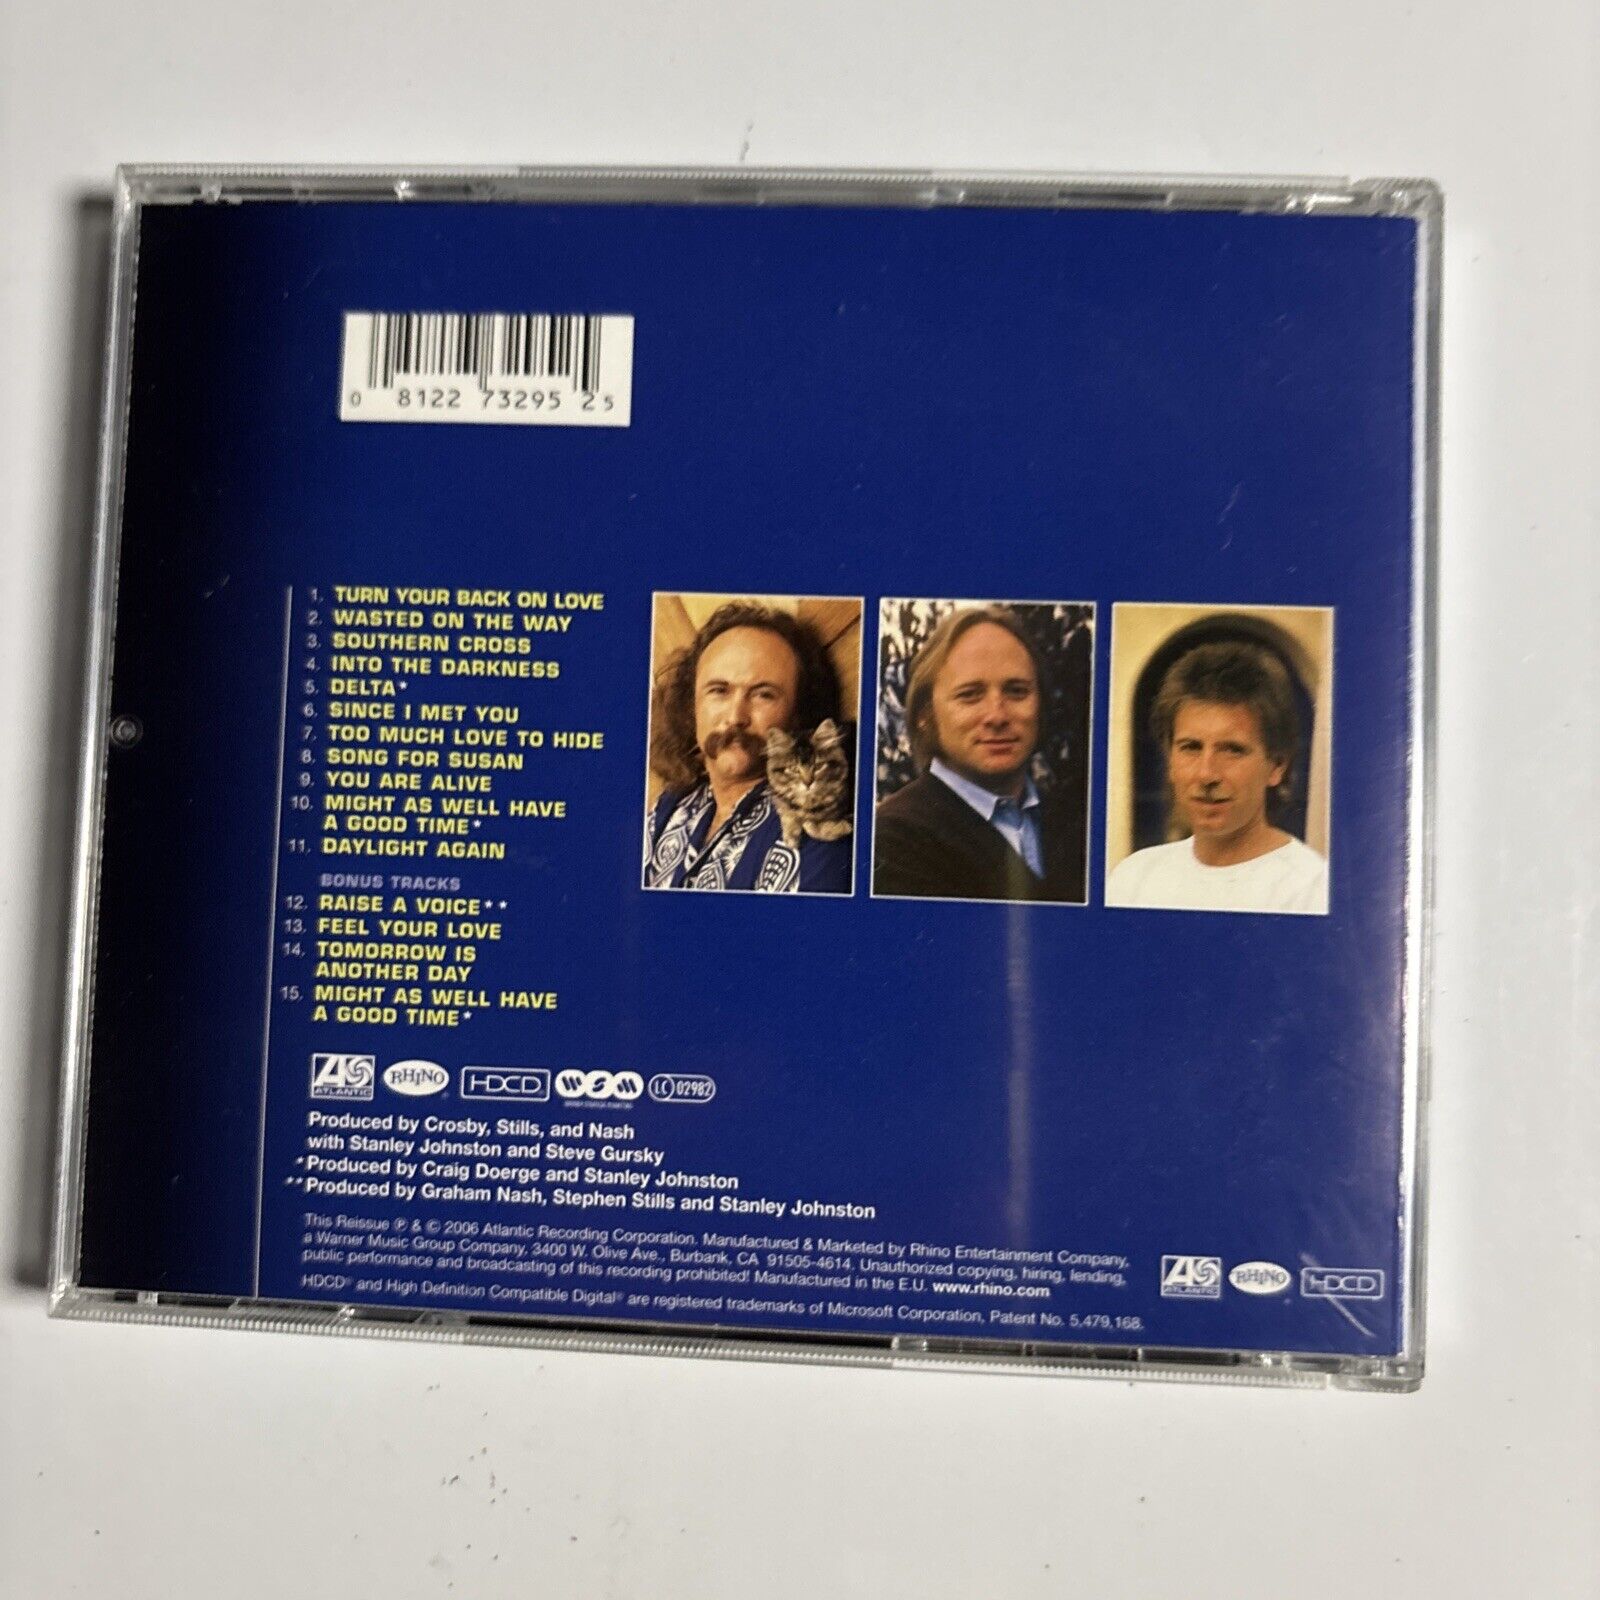 0 81227 32952 5
1. TURN YOUR BACK ON LOVE
2. WASTED ON THE WAY
3. SOUTHERN CROSS
4. INTO THE DARKNESS
5. DELTA*
6. SINCE I MET YOU
7. TOO MUCH LOVE TO HIDE
8. SONG FOR SUSAN
9. YOU ARE ALIVE
10. MIGHT AS WELL HAVE
A GOOD TIME*
11. DAYLIGHT AGAIN
BONUS TRACKS
12. RAISE A VOICE**
13. FEEL YOUR LOVE
14. TOMORROW IS
ANOTHER DAY
15. MIGHT AS WELL HAVE
A GOOD TIME*
ATLANTIC RHINO HDCD LC 02982
Produced by Crosby, Stills, and Nash
with Stanley Johnston and Steve Gursky
*Produced by Craig Doerge and Stanley Johnston
**Produced by Graham Nash, Stephen Stills and Stanley Johnston
This Reissue ℗ & © 2006 Atlantic Recording Corporation. Manufactured & Marketed by Rhino Entertainment Company,
a Warner Music Group Company, 3400 W. Olive Ave., Burbank, CA 91505-4614. Unauthorized copying, hiring, lending,
public performance and broadcasting of this recording prohibited! Manufactured in the E.U. www.rhino.com
HDCD® and High Definition Compatible Digital® are registered trademarks of Microsoft Corporation, Patent No. 5,479,168.
ATLANTIC RHINO HDCD